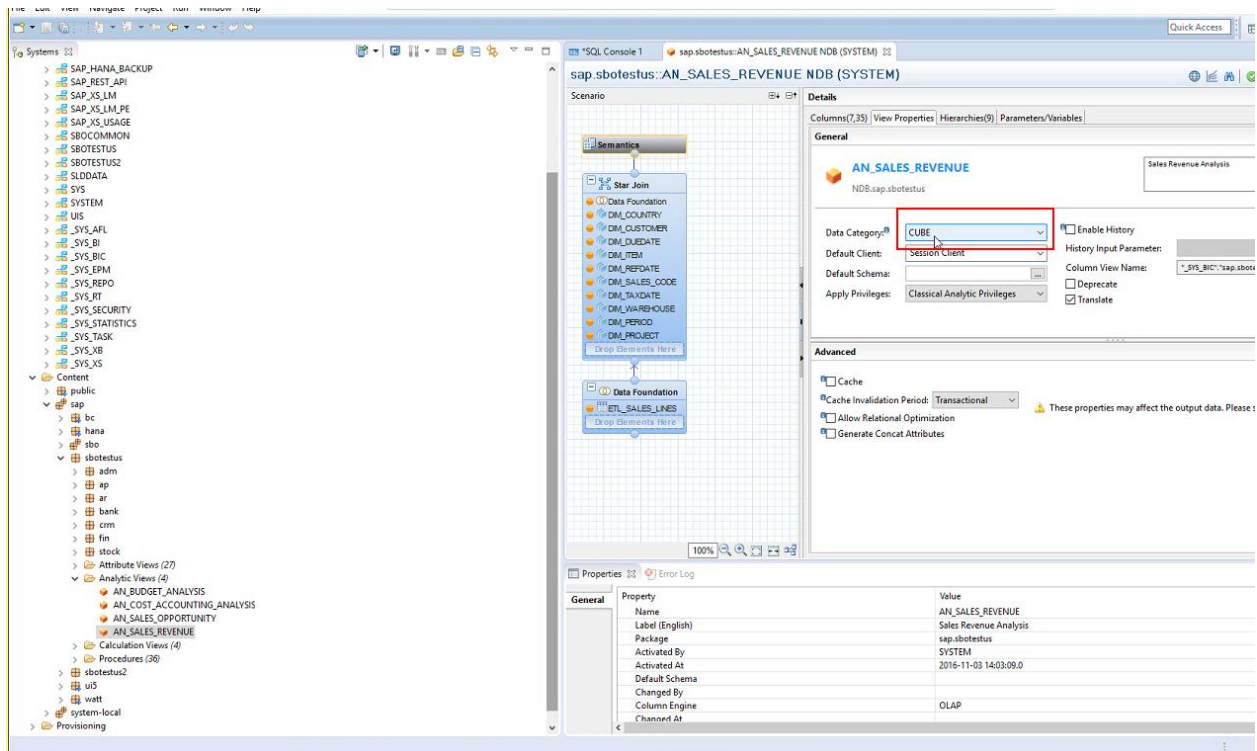 File Edit View Navigate Project Run Window Help
Quick Access
Systems
SAP_HANA_BACKUP
SAP_REST_API
SAP_XS_LM
SAP_XS_LM_PE
SAP_XS_USAGE
SBOCOMMON
SBOTESTUS
SBOTESTUS2
SLDDATA
SYS
SYSTEM
UIS
_SYS_AFL
_SYS_BI
_SYS_BIC
_SYS_EPM
_SYS_REPO
_SYS_RT
_SYS_SECURITY
_SYS_STATISTICS
_SYS_TASK
_SYS_XB
_SYS_XS
Content
public
sap
bc
hana
sbo
sbotestus
adm
ap
ar
bank
crm
fin
stock
Attribute Views (27)
Analytic Views (4)
AN_BUDGET_ANALYSIS
AN_COST_ACCOUNTING_ANALYSIS
AN_SALES_OPPORTUNITY
AN_SALES_REVENUE
Calculation Views (4)
Procedures (36)
sbotestus2
ui5
watt
system-local
Provisioning
*SQL Console 1
sap.sbotestus::AN_SALES_REVENUE NDB (SYSTEM)
sap.sbotestus::AN_SALES_REVENUE NDB (SYSTEM)
Scenario
Semantics
Star Join
Data Foundation
DIM_COUNTRY
DIM_CUSTOMER
DIM_DUEDATE
DIM_ITEM
DIM_REFDATE
DIM_SALES_CODE
DIM_TAXDATE
DIM_WAREHOUSE
DIM_PERIOD
DIM_PROJECT
Drop Elements Here
Data Foundation
ETL_SALES_LINES
Drop Elements Here
100%
Details
Columns(7,35) View Properties Hierarchies(9) Parameters/Variables
General
AN_SALES_REVENUE
NDB.sap.sbotestus
Sales Revenue Analysis
Data Category: CUBE
Default Client: Session Client
Default Schema:
Apply Privileges: Classical Analytic Privileges
Enable History
History Input Parameter:
Column View Name: "_SYS_BIC"."sap.sbote
Deprecate
Translate
Advanced
Cache
Cache Invalidation Period: Transactional
Allow Relational Optimization
Generate Concat Attributes
These properties may affect the output data. Please s
Properties Error Log
General
Property Value
Name AN_SALES_REVENUE
Label (English) Sales Revenue Analysis
Package sap.sbotestus
Activated By SYSTEM
Activated At 2016-11-03 14:03:09.0
Default Schema
Changed By
Column Engine OLAP
Changed At